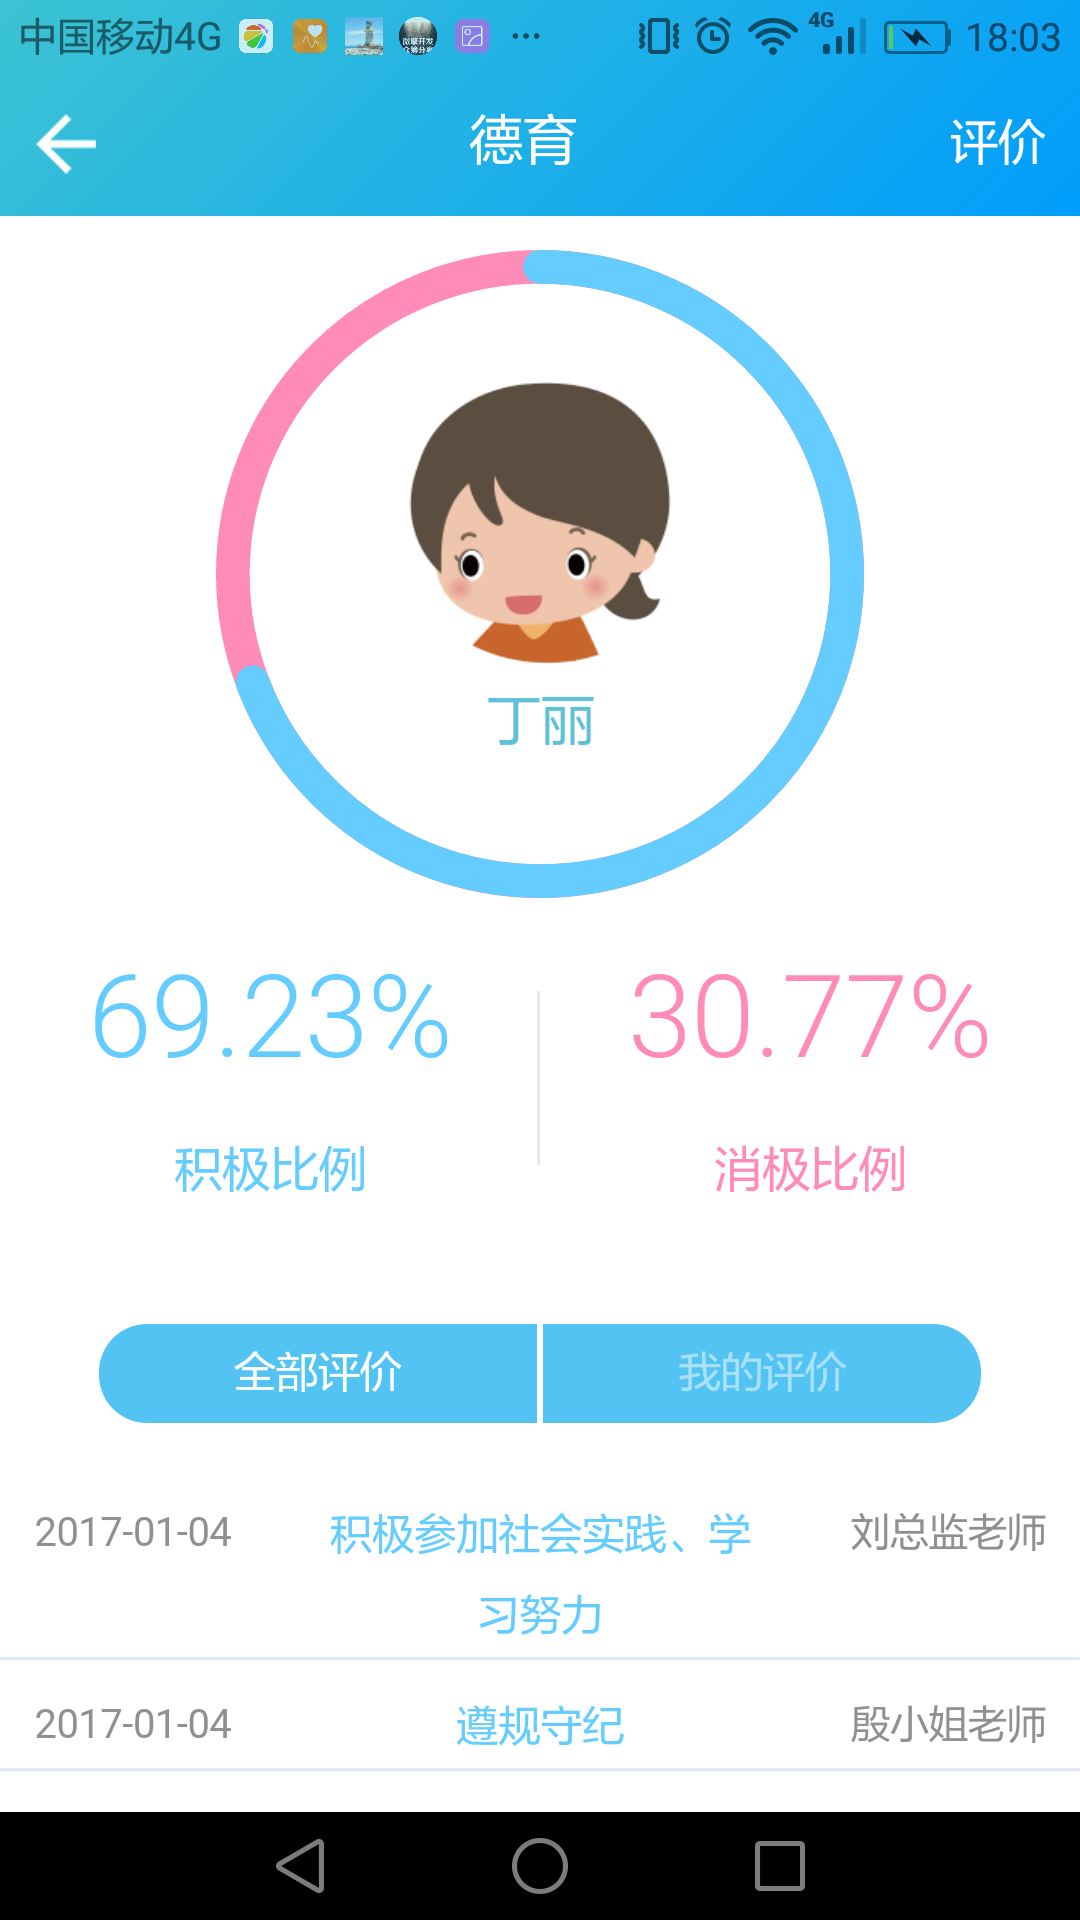 中国移动4G
4G
18:03
德育
评价
丁丽
69.23%
30.77%
积极比例
消极比例
全部评价
我的评价
2017-01-04
积极参加社会实践、学
习努力
刘总监老师
2017-01-04
遵规守纪
殷小姐老师